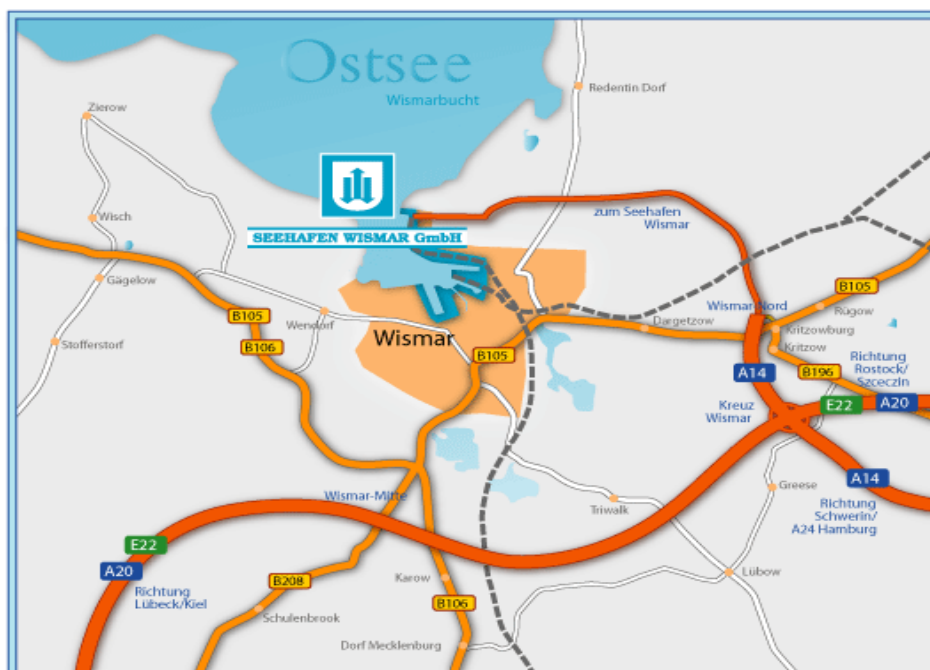 Ostsee
Wismarbucht
Redentin Dorf
Zierow
Wisch
zum Seehafen
Wismar
SEEHAFEN WISMAR GmbH
Gägelow
B105
Wismar-Nord
B105
Rügow
Wendorf
Dargetzow
Kritzowburg
Stofferstorf
B106
Wismar
B105
Kritzow
Richtung
Rostock/
Szceczin
A14
B196
E22
A20
Kreuz
Wismar
A14
Greese
Wismar-Mitte
Triwalk
Richtung
Schwerin/
A24 Hamburg
E22
A20
Richtung
Lübeck/Kiel
B208
Karow
Lübow
B106
Schulenbrook
Dorf Mecklenburg